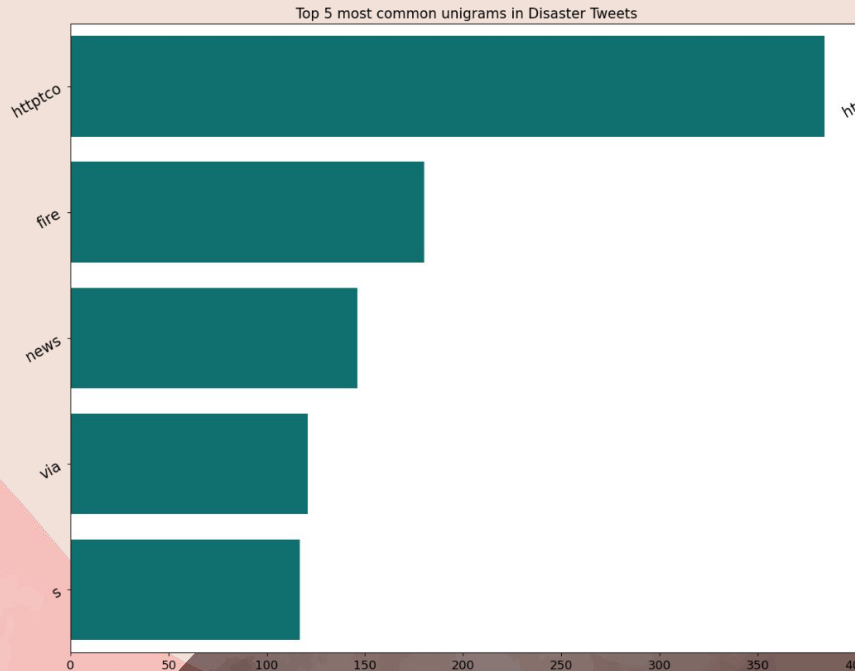 Top 5 most common unigrams in Disaster Tweets
httptco
fire
news
via
s
0 50 100 150 200 250 300 350